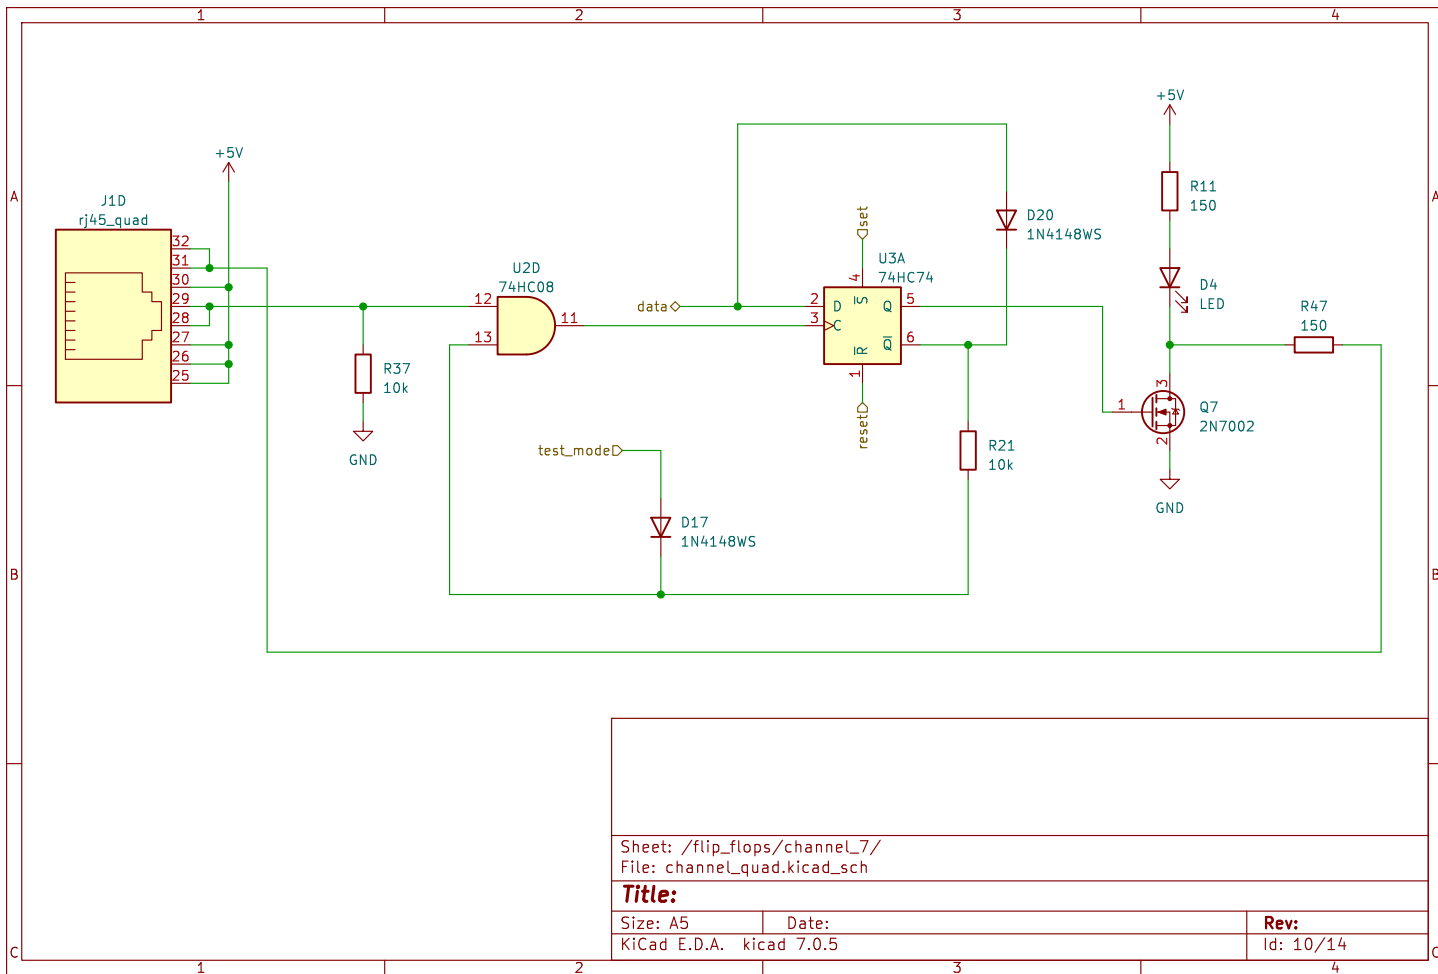 1 2 3 4
+5V
+5V
J1D
rj45_quad
A A
R11
150
32
31
30
29
28
27
26
25
set
D20
1N4148WS
U3A
74HC74
U2D
74HC08
4
D4
LED
12
13
11
data
2 D S Q 5
3 C
R Q 6
1
R47
150
R37
10k
GND
reset
3
1
2
Q7
2N7002
GND
test_mode
R21
10k
D17
1N4148WS
B B
Sheet: /flip_flops/channel_7/
File: channel_quad.kicad_sch
Title:
Size: A5 Date: Rev:
KiCad E.D.A. kicad 7.0.5 Id: 10/14
C C
1 2 3 4